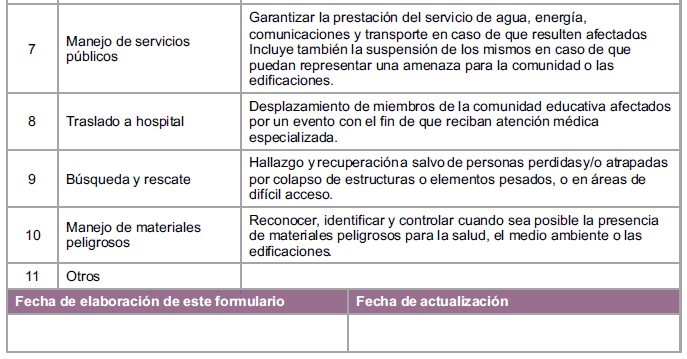 7
Manejo de servicios
públicos
Garantizar la prestación del servicio de agua, energía,
comunicaciones y transporte en caso de que resulten afectados
Incluye también la suspensión de los mismos en caso de que
puedan representar una amenaza para la comunidad o las
edificaciones.
8
Traslado a hospital
Desplazamiento de miembros de la comunidad educativa afectados
por un evento con el fin de que reciban atención médica
especializada.
9
Búsqueda y rescate
Hallazgo y recuperación a salvo de personas perdidas y/o atrapadas
por colapso de estructuras o elementos pesados, o en áreas de
difícil acceso.
10
Manejo de materiales
peligrosos
Reconocer, identificar y controlar cuando sea posible la presencia
de materiales peligrosos para la salud, el medio ambiente o las
edificaciones.
11
Otros
Fecha de elaboración de este formulario
Fecha de actualización